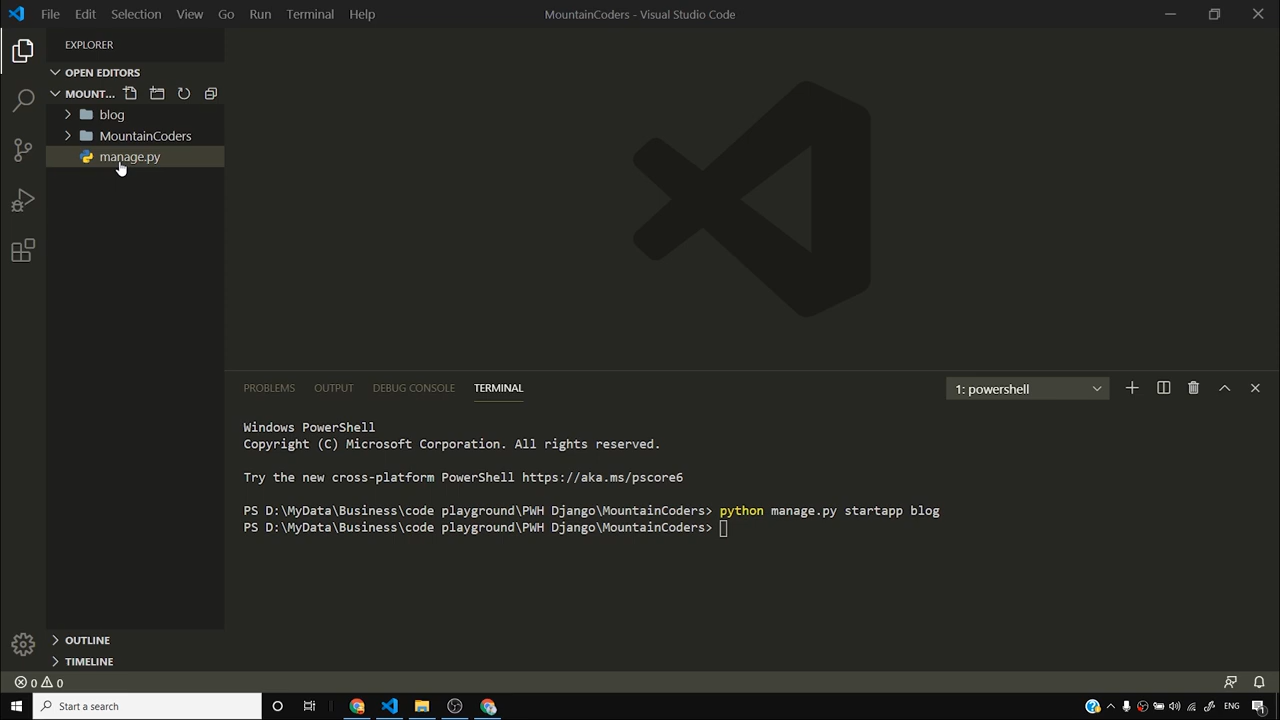 File Edit Selection View Go Run Terminal Help MountainCoders - Visual Studio Code
EXPLORER
OPEN EDITORS
MOUNT...
blog
MountainCoders
manage.py
PROBLEMS OUTPUT DEBUG CONSOLE TERMINAL 1: powershell
Windows PowerShell
Copyright (C) Microsoft Corporation. All rights reserved.
Try the new cross-platform PowerShell https://aka.ms/pscore6
PS D:\MyData\Business\code playground\PWH Django\MountainCoders> python manage.py startapp blog
PS D:\MyData\Business\code playground\PWH Django\MountainCoders>
OUTLINE
TIMELINE
0 0
Start a search ENG